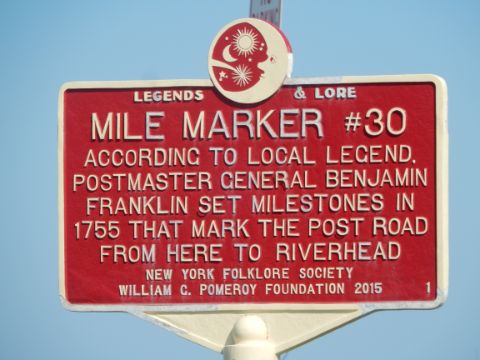 PARKING
LEGENDS & LORE
MILE MARKER #30
ACCORDING TO LOCAL LEGEND,
POSTMASTER GENERAL BENJAMIN
FRANKLIN SET MILESTONES IN
1755 THAT MARK THE POST ROAD
FROM HERE TO RIVERHEAD
NEW YORK FOLKLORE SOCIETY
WILLIAM G. POMEROY FOUNDATION 2015 1